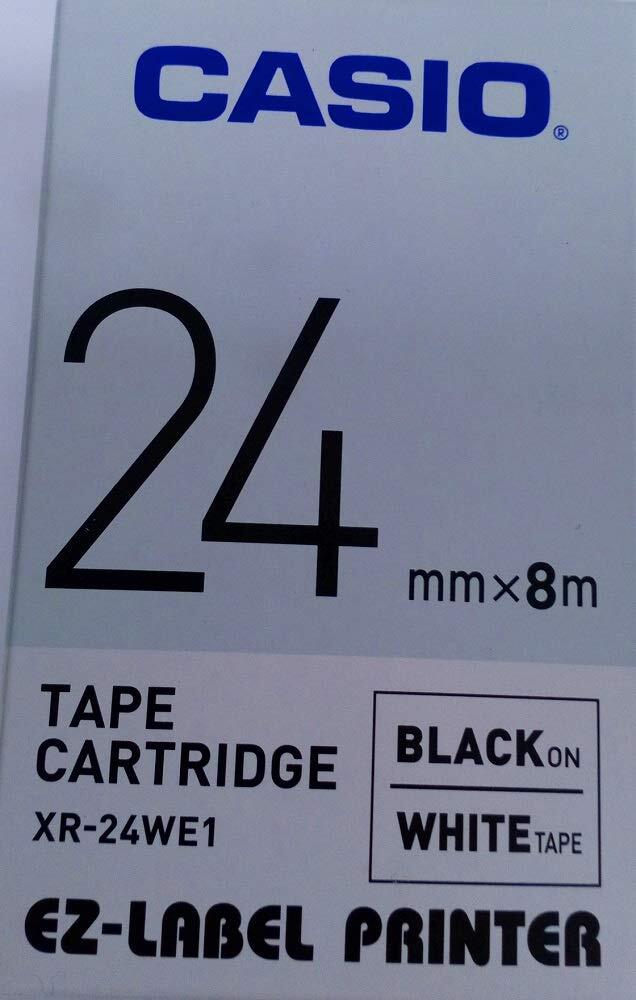 CASIO®
24 mm×8m
TAPE
CARTRIDGE
XR-24WE1
BLACK ON
WHITE TAPE
EZ-LABEL PRINTER